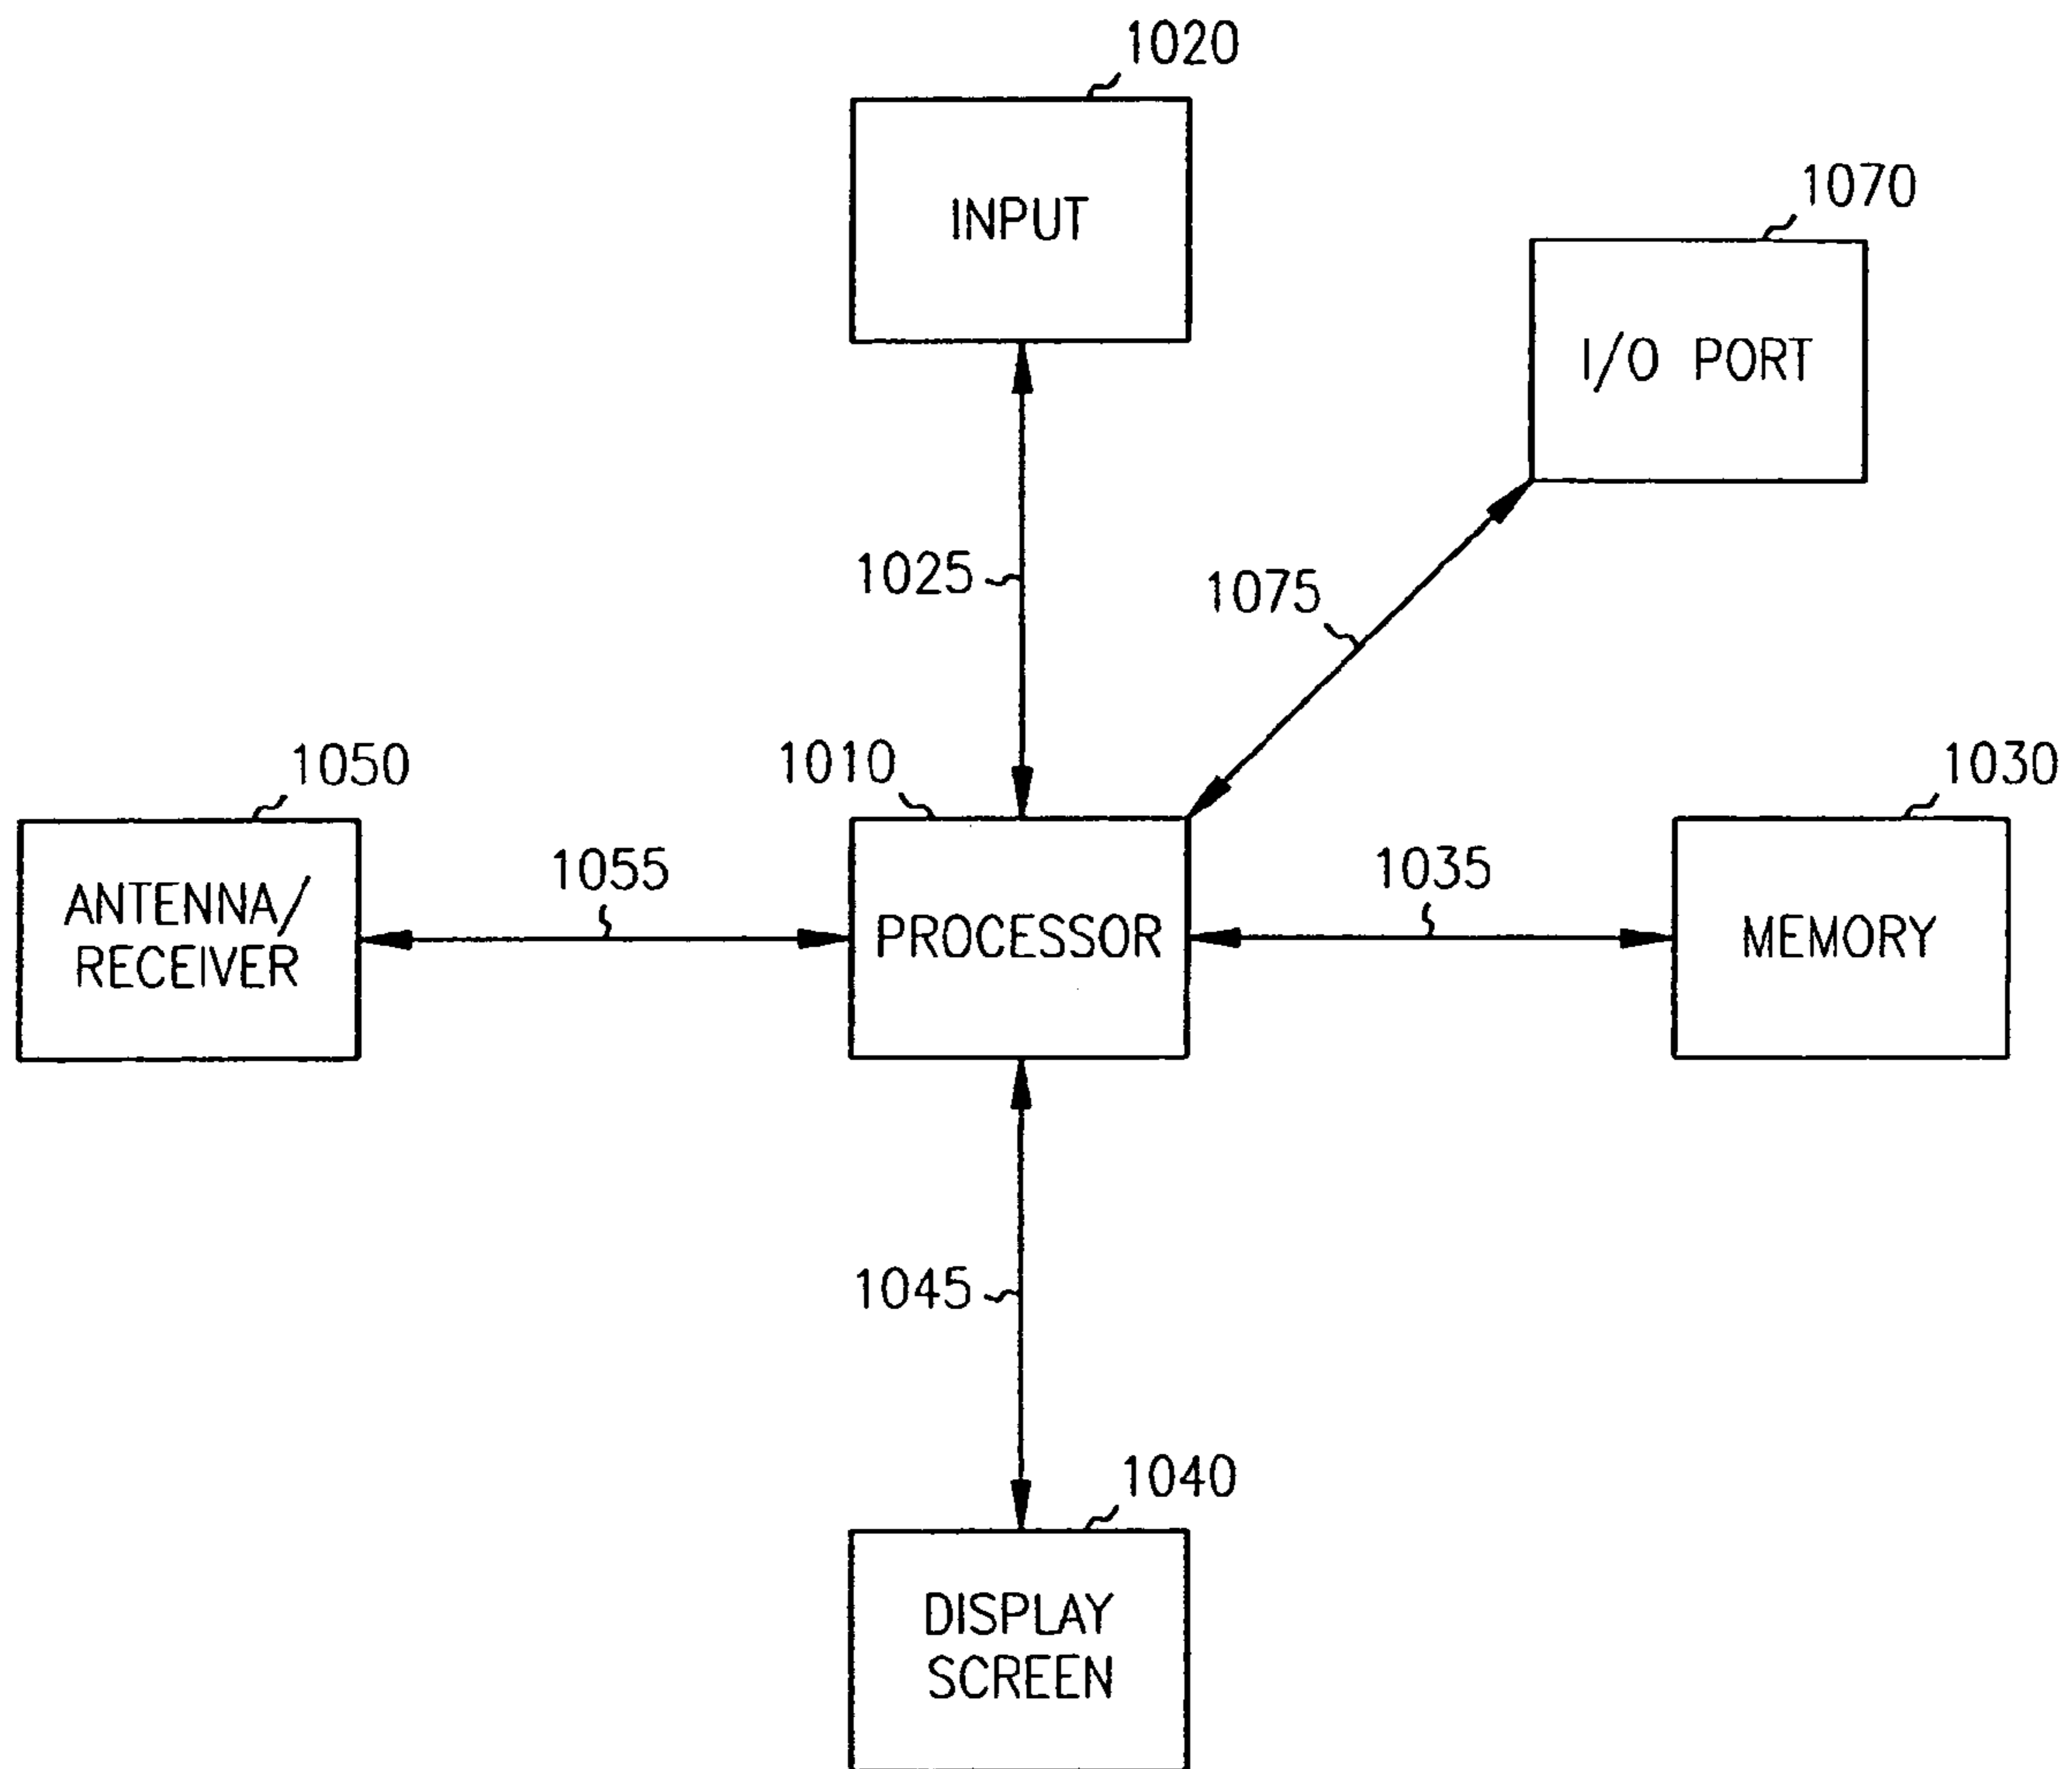 1020
INPUT
1070
I/O PORT
1025
1075
1050
1010
1030
ANTENNA/
RECEIVER
1055
PROCESSOR
1035
MEMORY
1045
1040
DISPLAY
SCREEN